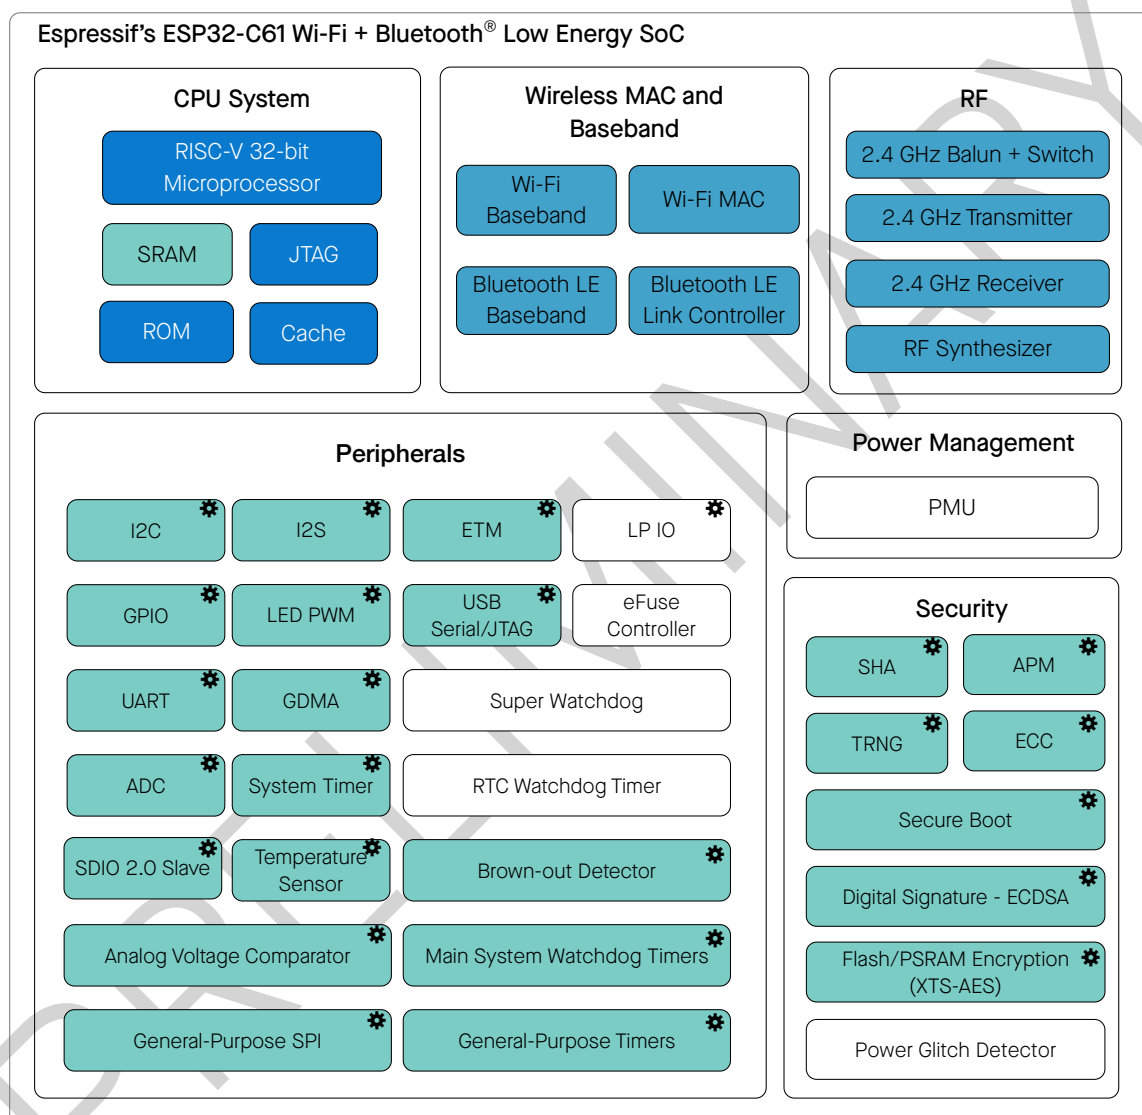 Espressif's ESP32-C61 Wi-Fi + Bluetooth® Low Energy SoC
CPU System
RISC-V 32-bit
Microprocessor
SRAM
JTAG
ROM
Cache
Wireless MAC and
Baseband
Wi-Fi
Baseband
Wi-Fi MAC
Bluetooth LE
Baseband
Bluetooth LE
Link Controller
RF
2.4 GHz Balun + Switch
2.4 GHz Transmitter
2.4 GHz Receiver
RF Synthesizer
Peripherals
I2C
I2S
ETM
LP IO
GPIO
LED PWM
USB
Serial/JTAG
eFuse
Controller
UART
GDMA
Super Watchdog
ADC
System Timer
RTC Watchdog Timer
SDIO 2.0 Slave
Temperature
Sensor
Brown-out Detector
Analog Voltage Comparator
Main System Watchdog Timers
General-Purpose SPI
General-Purpose Timers
Power Management
PMU
Security
SHA
APM
TRNG
ECC
Secure Boot
Digital Signature - ECDSA
Flash/PSRAM Encryption
(XTS-AES)
Power Glitch Detector
PRELIMINARY